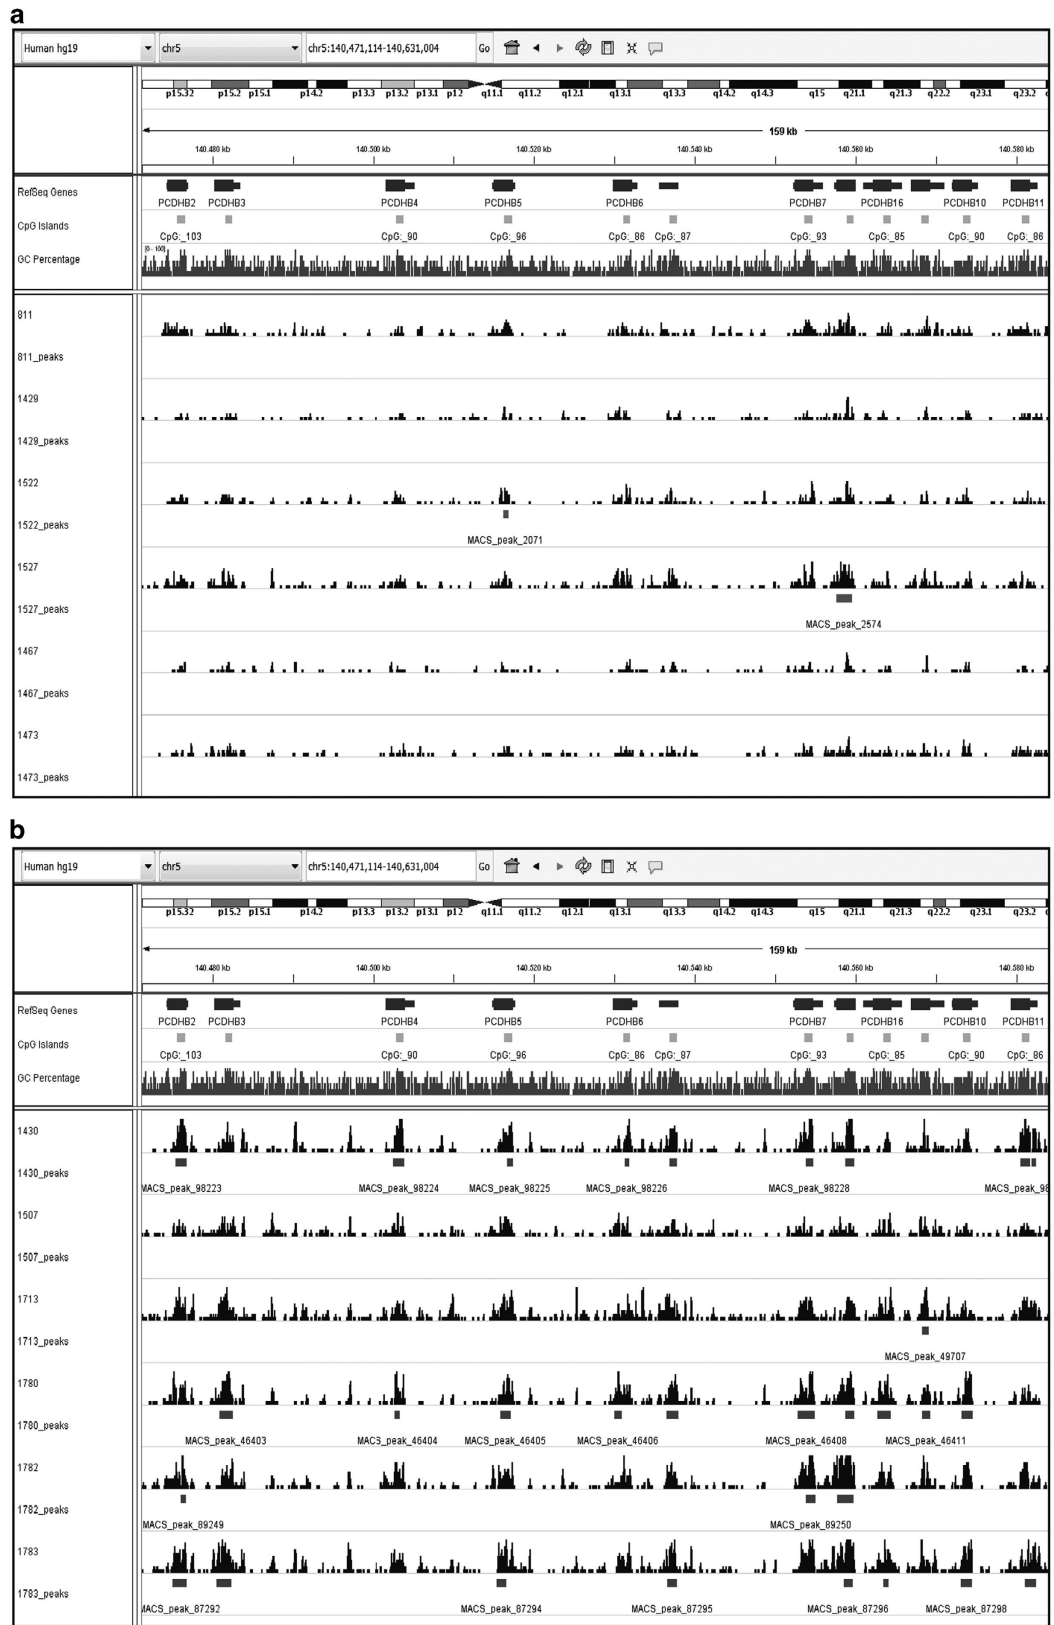 a
Human hg19 chr5 chr5:140,471,114-140,631,004 Go
p15.32 p15.2 p15.1 p14.2 p13.3 p13.2 p13.1 p12 q11.1 q11.2 q12.1 q13.1 q13.3 q14.2 q14.3 q15 q21.1 q21.3 q22.2 q23.1 q23.2
159 kb
140.480 kb 140.500 kb 140.520 kb 140.540 kb 140.560 kb 140.580 kb
RefSeq Genes
PCDHB2 PCDHB3 PCDHB4 PCDHB5 PCDHB6 PCDHB7 PCDHB16 PCDHB10 PCDHB11
CpG Islands
CpG:_103 CpG:_90 CpG:_96 CpG:_86 CpG:_87 CpG:_93 CpG:_85 CpG:_90 CpG:_86
[0 - 100]
GC Percentage
811
811_peaks
1429
1429_peaks
1522
1522_peaks
MACS_peak_2071
1527
1527_peaks
MACS_peak_2574
1467
1467_peaks
1473
1473_peaks
b
Human hg19 chr5 chr5:140,471,114-140,631,004 Go
p15.32 p15.2 p15.1 p14.2 p13.3 p13.2 p13.1 p12 q11.1 q11.2 q12.1 q13.1 q13.3 q14.2 q14.3 q15 q21.1 q21.3 q22.2 q23.1 q23.2
159 kb
140.480 kb 140.500 kb 140.520 kb 140.540 kb 140.560 kb 140.580 kb
RefSeq Genes
PCDHB2 PCDHB3 PCDHB4 PCDHB5 PCDHB6 PCDHB7 PCDHB16 PCDHB10 PCDHB11
CpG Islands
CpG:_103 CpG:_90 CpG:_96 CpG:_86 CpG:_87 CpG:_93 CpG:_85 CpG:_90 CpG:_86
GC Percentage
1430
1430_peaks
MACS_peak_98223 MACS_peak_98224 MACS_peak_98225 MACS_peak_98226 MACS_peak_98228 MACS_peak_98
1507
1507_peaks
1713
1713_peaks
MACS_peak_49707
1780
1780_peaks
MACS_peak_46403 MACS_peak_46404 MACS_peak_46405 MACS_peak_46406 MACS_peak_46408 MACS_peak_46411
1782
1782_peaks
MACS_peak_89249 MACS_peak_89250
1783
1783_peaks
MACS_peak_87292 MACS_peak_87294 MACS_peak_87295 MACS_peak_87296 MACS_peak_87298